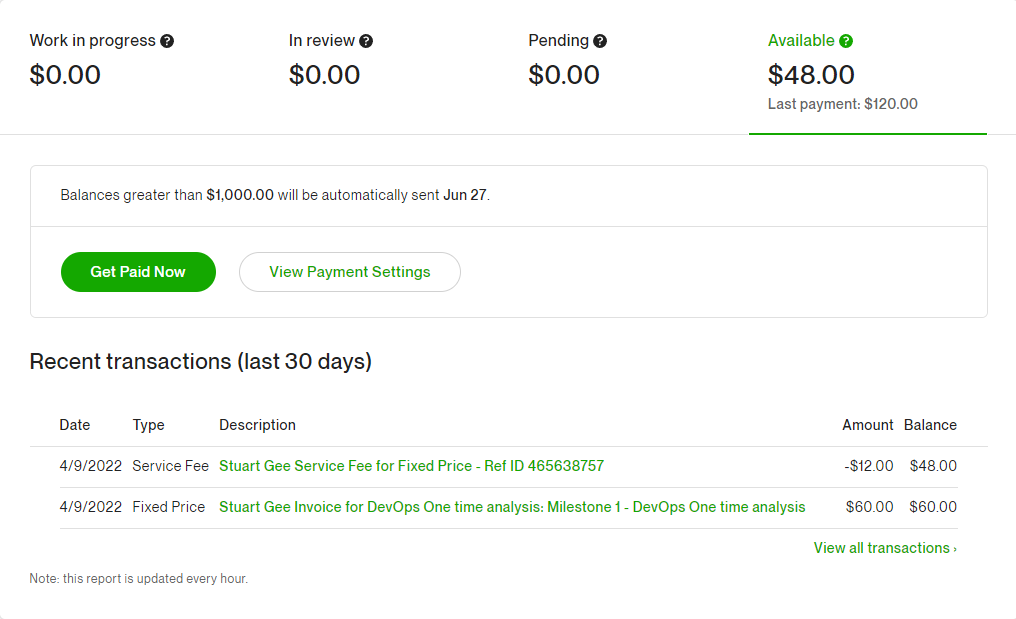 Work in progress ?
In review ?
Pending ?
Available ?
$0.00
$0.00
$0.00
$48.00
Last payment: $120.00
Balances greater than $1,000.00 will be automatically sent Jun 27.
Get Paid Now
View Payment Settings
Recent transactions (last 30 days)
Date Type Description Amount Balance
4/9/2022 Service Fee Stuart Gee Service Fee for Fixed Price - Ref ID 465638757 -$12.00 $48.00
4/9/2022 Fixed Price Stuart Gee Invoice for DevOps One time analysis: Milestone 1 - DevOps One time analysis $60.00 $60.00
View all transactions ›
Note: this report is updated every hour.